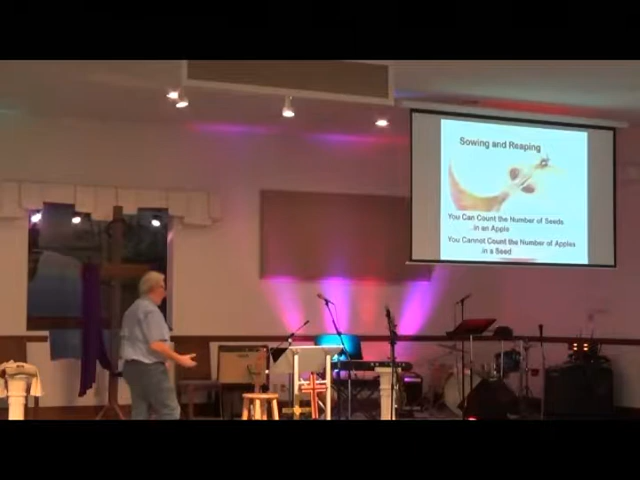 Sowing and Reaping
You Can Count the Number of Seeds
...in an Apple
You Cannot Count the Number of Apples
...in a Seed